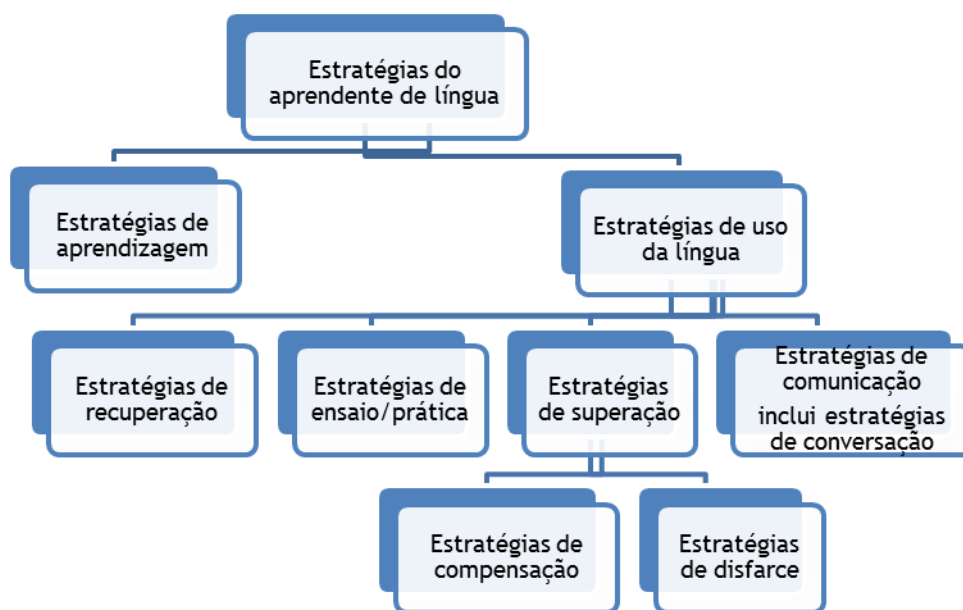 Estratégias do
aprendente de língua
Estratégias de
aprendizagem
Estratégias de uso
da língua
Estratégias de
recuperação
Estratégias de
ensaio/prática
Estratégias
de superação
Estratégias de
comunicação
inclui estratégias
de conversação
Estratégias de
compensação
Estratégias
de disfarce